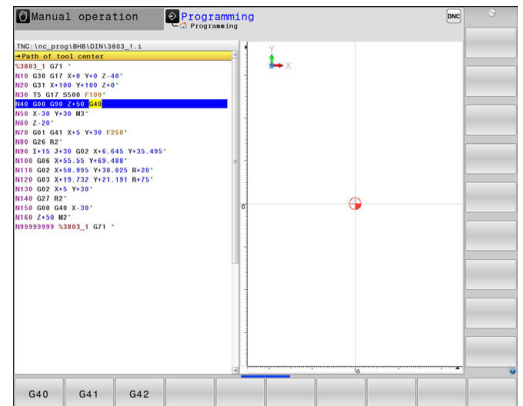 Manual operation
Programming
Programming
DNC
TNC:\nc_prog\BHB\DIN\3803_1.i
→Path of tool center
%3803_1 G71 *
N10 G30 G17 X+0 Y+0 Z-40*
N20 G31 X+100 Y+100 Z+0*
N30 T5 G17 S500 F100*
N40 G00 G90 Z+50 G40
N50 X-30 Y+30 M3*
N60 Z-20*
N70 G01 G41 X+5 Y+30 F250*
N80 G26 R2*
N90 I+15 J+30 G02 X+6.645 Y+35.495*
N100 G06 X+55.55 Y+69.488*
N110 G02 X+58.995 Y+30.025 R+20*
N120 G03 X+19.732 Y+21.191 R+75*
N130 G02 X+5 Y+30*
N140 G27 R2*
N150 G00 G40 X-30*
N160 Z+50 M2*
N99999999 %3803_1 G71 *
Y
X
0
0
G40 G41 G42